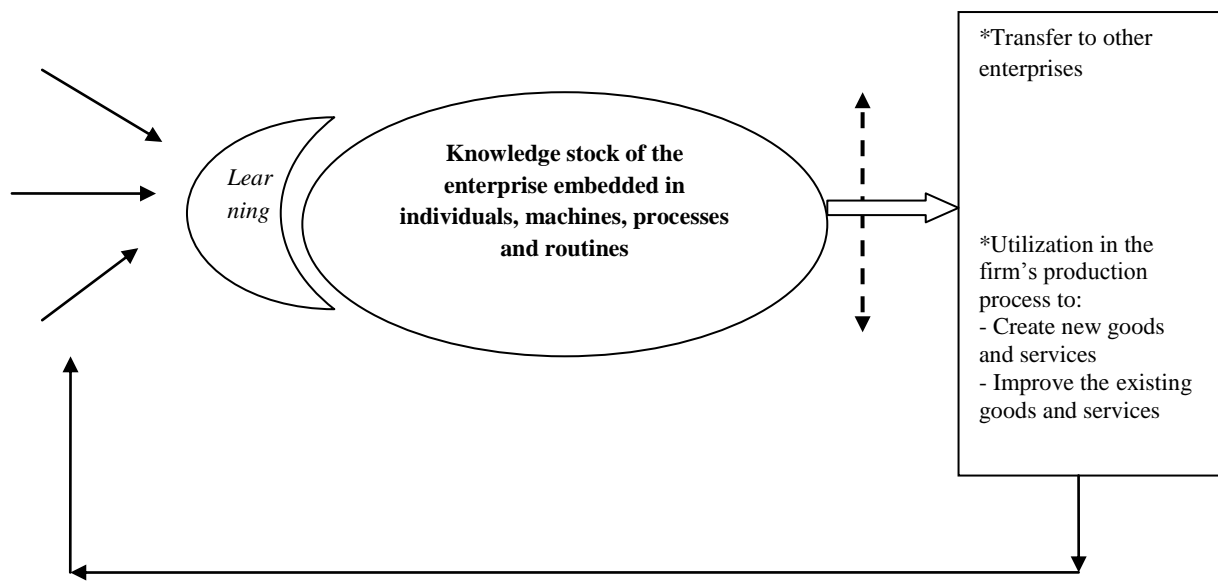 Lear
ning
Knowledge stock of the
enterprise embedded in
individuals, machines, processes
and routines
*Transfer to other
enterprises
*Utilization in the
firm’s production
process to:
- Create new goods
and services
- Improve the existing
goods and services